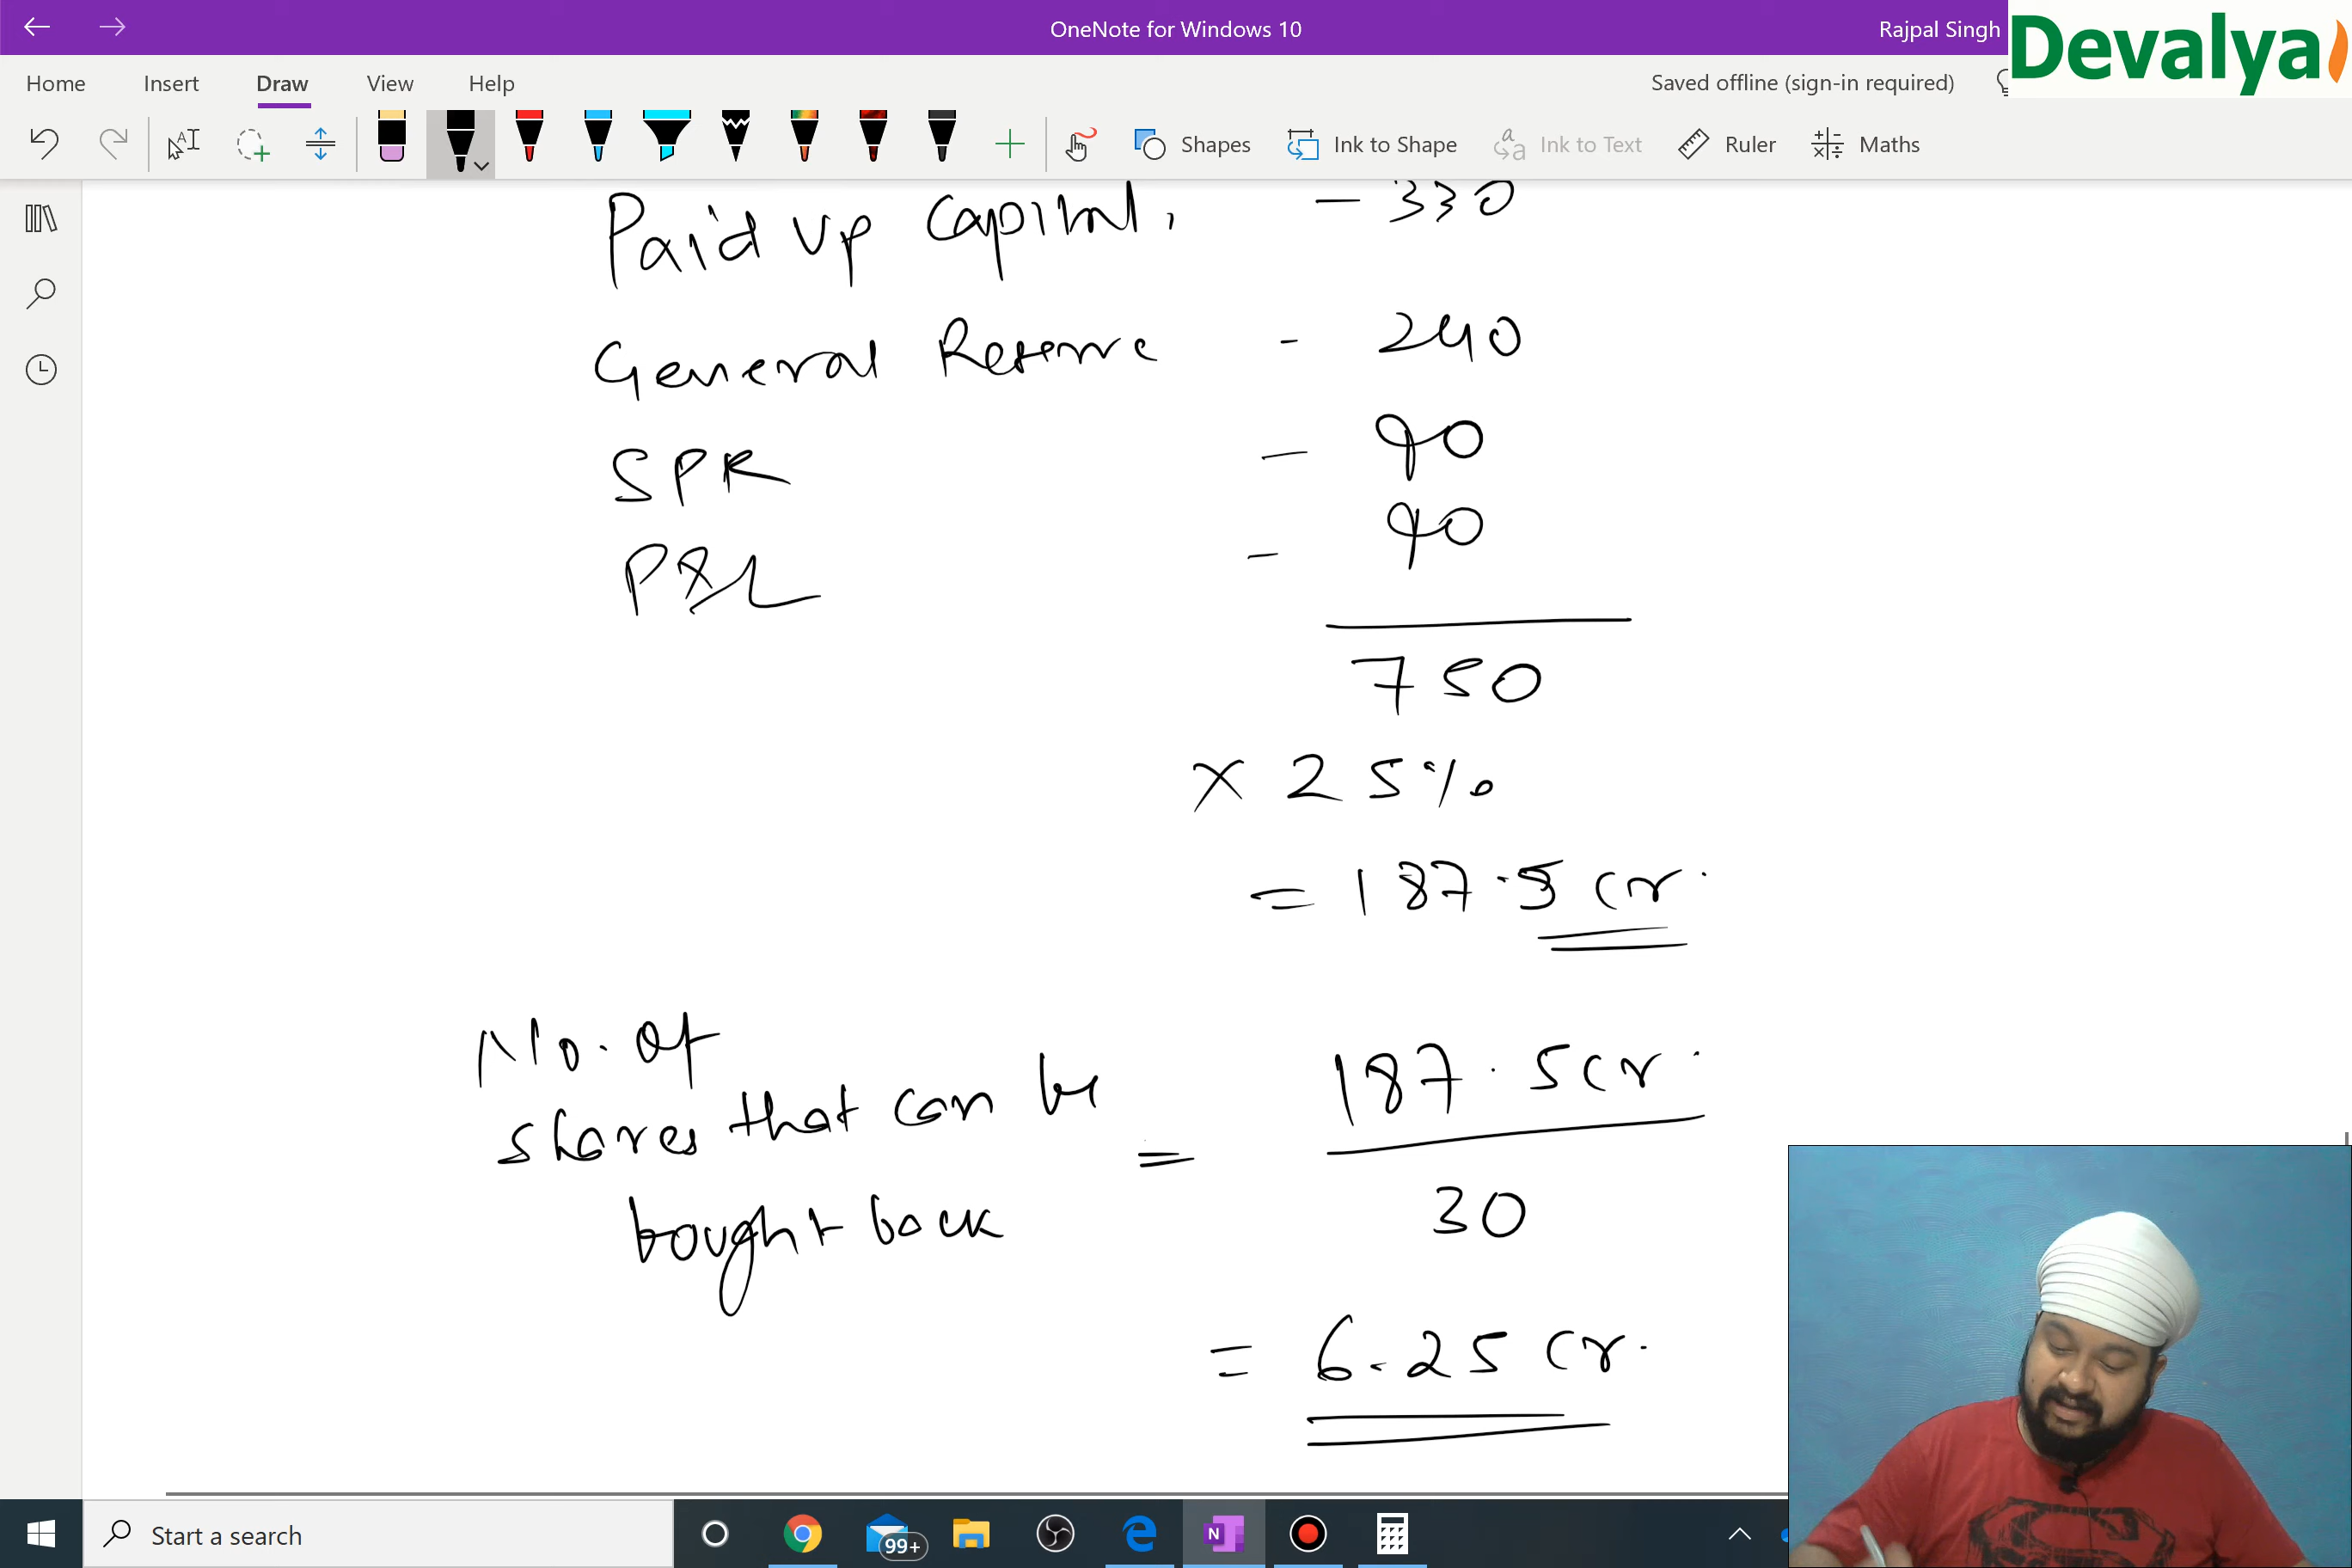 OneNote for Windows 10
Rajpal Singh
Devalya
Home Insert Draw View Help
Saved offline (sign-in required)
Shapes Ink to Shape Ink to Text Ruler Maths
Paid up Capital. - 330
General Reserve - 240
SPR - 90
P&L - 90
750
X 25%
= 187.5 cr.
No. of
shares that can be = 187.5 cr.
bought back 30
= 6.25 cr.
Start a search
99+